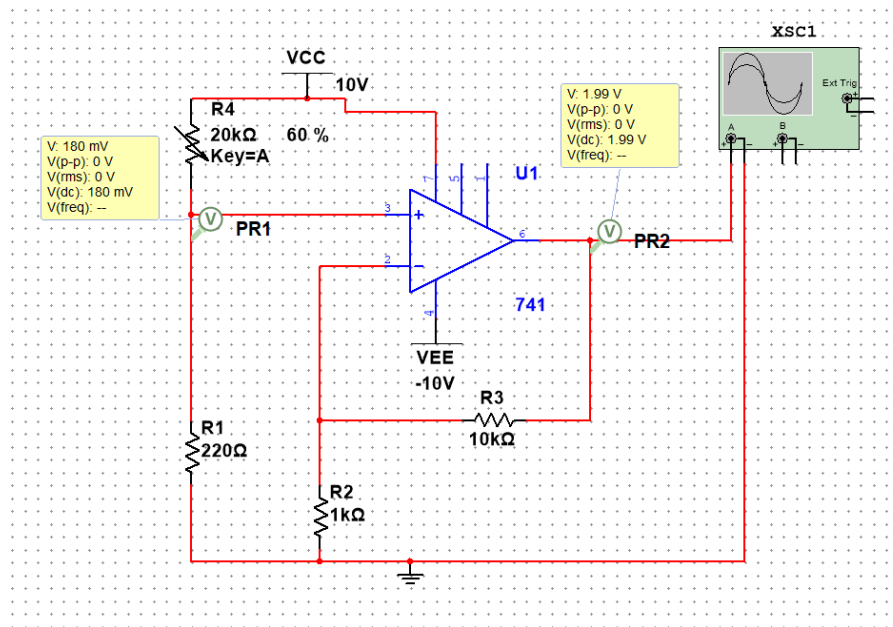 XSC1
VCC
10V
R4
20kΩ 60 %
Key=A
V: 180 mV
V(p-p): 0 V
V(rms): 0 V
V(dc): 180 mV
V(freq): --
V
PR1
V: 1.99 V
V(p-p): 0 V
V(rms): 0 V
V(dc): 1.99 V
V(freq): --
V
PR2
Ext Trig
+
−
A
B
+ −
+ −
U1
7
5
1
3
+
2
−
6
4
741
VEE
-10V
R3
10kΩ
R1
220Ω
R2
1kΩ